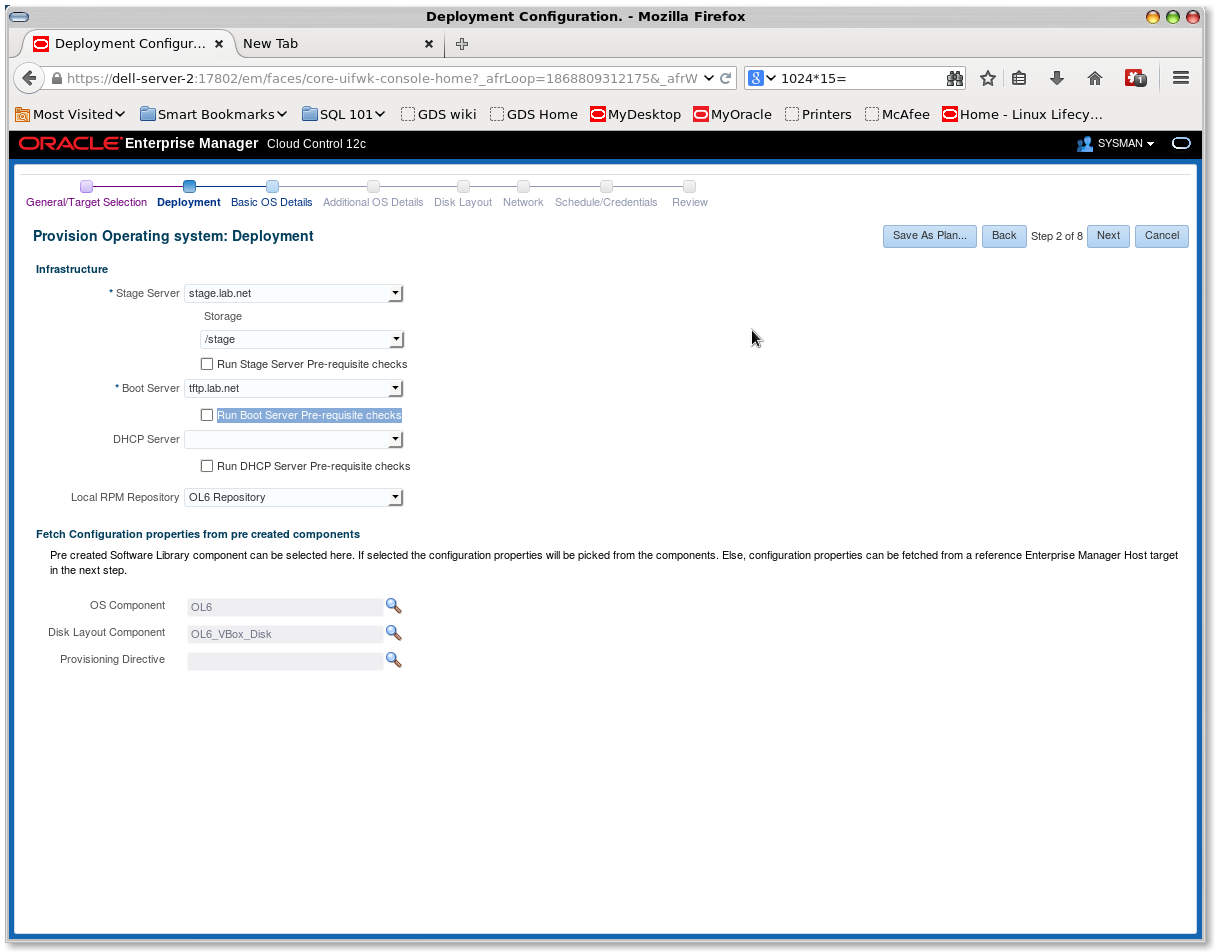 Deployment Configuration. - Mozilla Firefox
Deployment Configur... New Tab
https://dell-server-2:17802/em/faces/core-uifwk-console-home?_afrLoop=1868809312175&_afrW 8 1024*15= 1
Most Visited Smart Bookmarks SQL 101 GDS wiki GDS Home MyDesktop MyOracle Printers McAfee Home - Linux Lifecy...
ORACLE Enterprise Manager Cloud Control 12c SYSMAN
General/Target Selection Deployment Basic OS Details Additional OS Details Disk Layout Network Schedule/Credentials Review
Provision Operating system: Deployment Save As Plan... Back Step 2 of 8 Next Cancel
Infrastructure
* Stage Server stage.lab.net
Storage
/stage
Run Stage Server Pre-requisite checks
* Boot Server tftp.lab.net
Run Boot Server Pre-requisite checks
DHCP Server
Run DHCP Server Pre-requisite checks
Local RPM Repository OL6 Repository
Fetch Configuration properties from pre created components
Pre created Software Library component can be selected here. If selected the configuration properties will be picked from the components. Else, configuration properties can be fetched from a reference Enterprise Manager Host target
in the next step.
OS Component OL6
Disk Layout Component OL6_VBox_Disk
Provisioning Directive